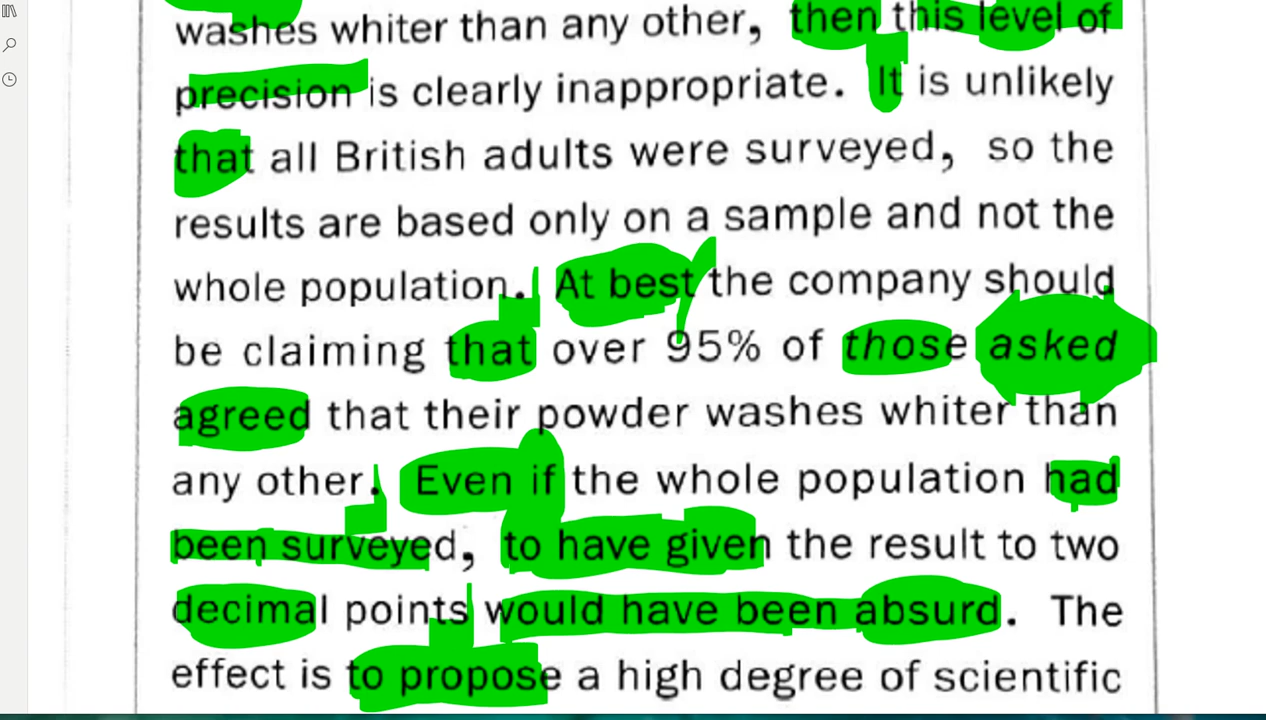 washes whiter than any other, then this level of
precision is clearly inappropriate. It is unlikely
that all British adults were surveyed, so the
results are based only on a sample and not the
whole population. At best the company should
be claiming that over 95% of those asked
agreed that their powder washes whiter than
any other. Even if the whole population had
been surveyed, to have given the result to two
decimal points would have been absurd. The
effect is to propose a high degree of scientific